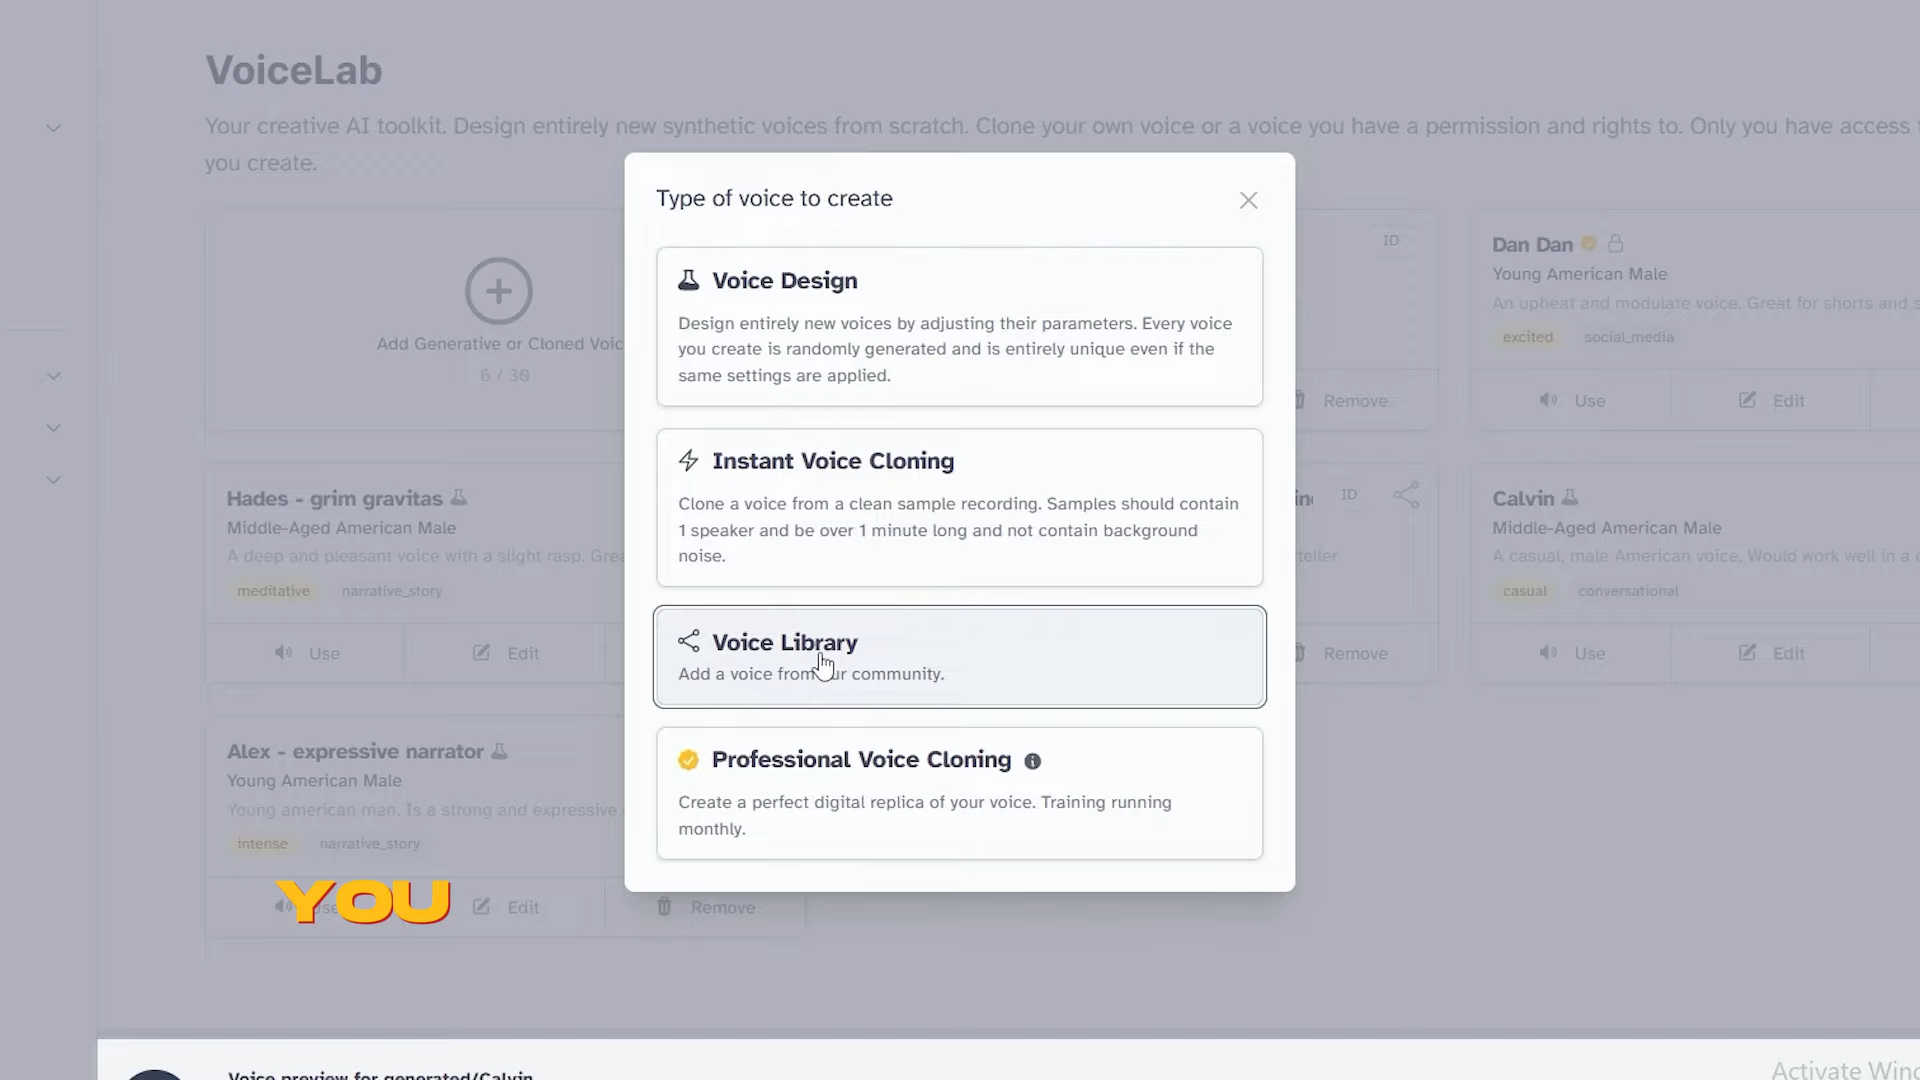 VoiceLab
Your creative AI toolkit. Design entirely new synthetic voices from scratch. Clone your own voice or a voice you have a permission and rights to. Only you have access
you create.
Type of voice to create
Voice Design
Design entirely new voices by adjusting their parameters. Every voice
you create is randomly generated and is entirely unique even if the
same settings are applied.
Instant Voice Cloning
Clone a voice from a clean sample recording. Samples should contain
1 speaker and be over 1 minute long and not contain background
noise.
Voice Library
Add a voice from our community.
Professional Voice Cloning
Create a perfect digital replica of your voice. Training running
monthly.
Add Generative or Cloned Voic
6 / 30
ID
Remove
Dan Dan
Young American Male
An upbeat and modulate voice. Great for shorts and s
excited social_media
Use Edit
Hades - grim gravitas
Middle-Aged American Male
A deep and pleasant voice with a slight rasp. Grea
meditative narrative_story
Use Edit
ID
Remove
Calvin
Middle-Aged American Male
A casual, male American voice. Would work well in a c
casual conversational
Use Edit
Alex - expressive narrator
Young American Male
Young american man. Is a strong and expressive
intense narrative_story
Use Edit Remove
YOU
Voice preview for generated/Calvin
Activate Wind